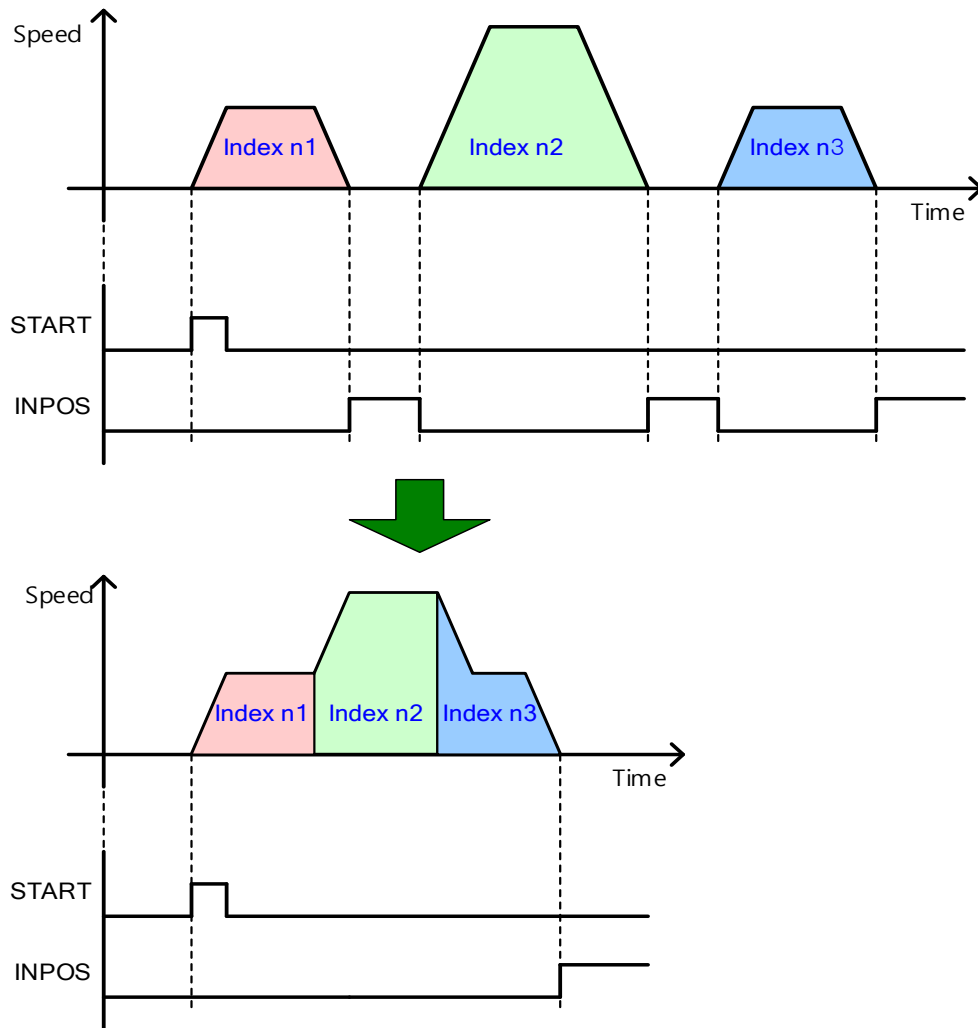 Speed
Index n1
Index n2
Index n3
Time
START
INPOS
Speed
Index n1
Index n2
Index n3
Time
START
INPOS